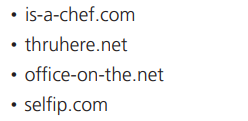 • is-a-chef.com
• thruhere.net
• office-on-the.net
• selfip.com